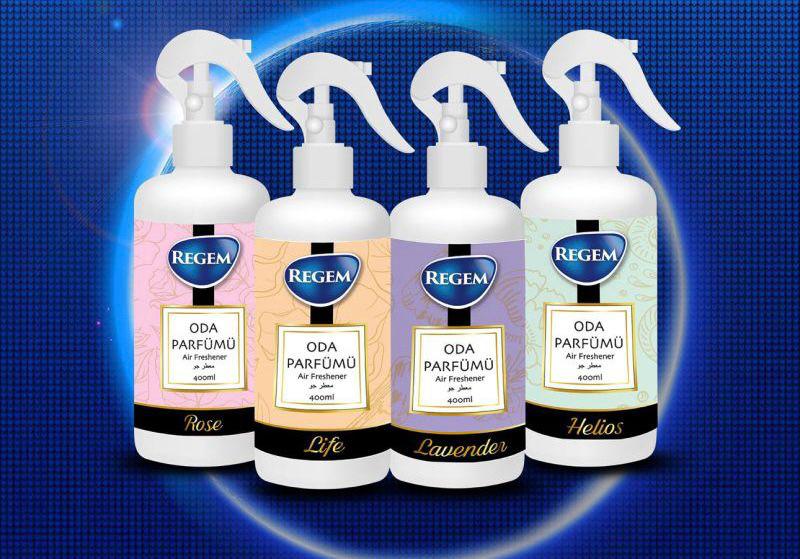 REGEM
ODA
PARFÜMÜ
Air Freshener
معطر جو
400ml
Rose
REGEM
ODA
PARFÜMÜ
Air Freshener
معطر جو
400ml
Life
REGEM
ODA
PARFÜMÜ
Air Freshener
معطر جو
400ml
Lavender
REGEM
ODA
PARFÜMÜ
Air Freshener
معطر جو
400ml
Helios